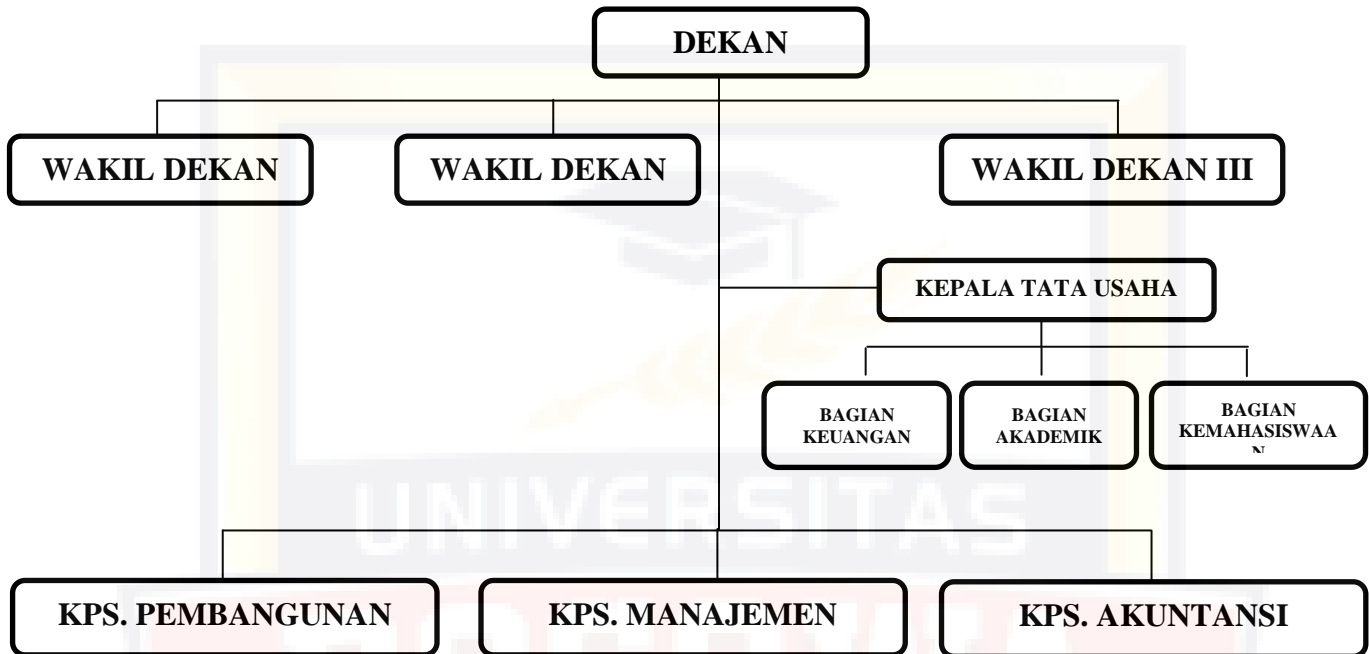 DEKAN
WAKIL DEKAN
WAKIL DEKAN
WAKIL DEKAN III
KEPALA TATA USAHA
BAGIAN
KEUANGAN
BAGIAN
AKADEMIK
BAGIAN
KEMAHASISWAA
N
UNIVERSITAS
KPS. PEMBANGUNAN
KPS. MANAJEMEN
KPS. AKUNTANSI